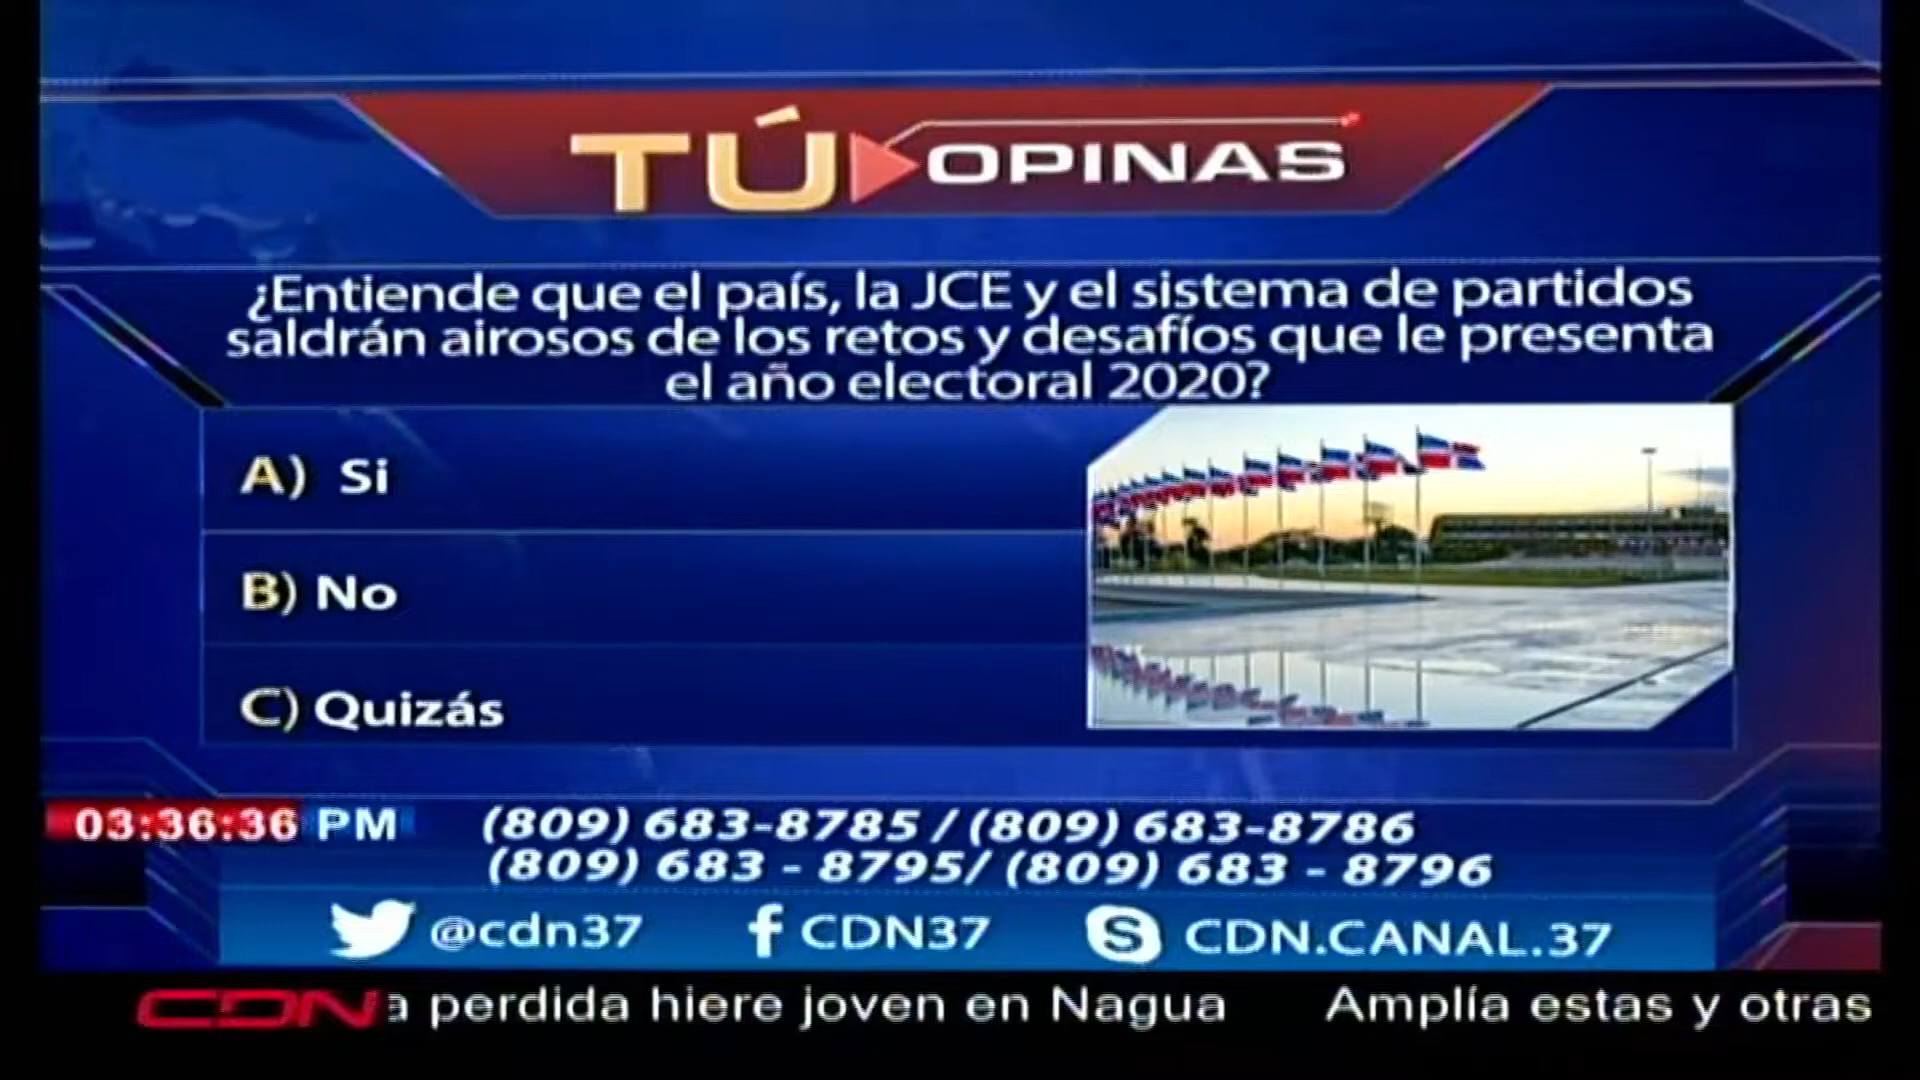 TÚ OPINAS
¿Entiende que el país, la JCE y el sistema de partidos
saldrán airosos de los retos y desafíos que le presenta
el año electoral 2020?
A) Si
B) No
C) Quizás
03:36:36 PM
(809) 683-8785 / (809) 683-8786
(809) 683 - 8795/ (809) 683 - 8796
@cdn37 CDN37 CDN.CANAL.37
CDN a perdida hiere joven en Nagua Amplía estas y otras